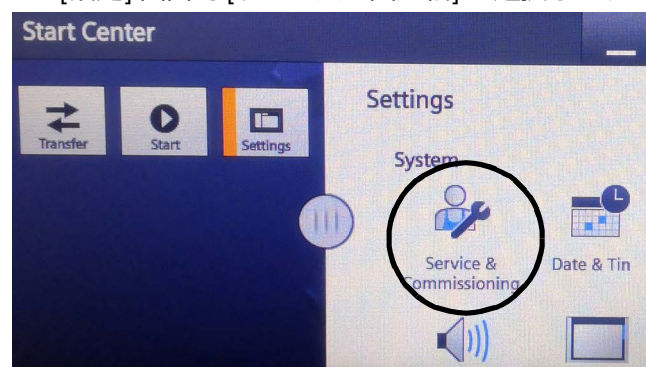 Start Center
Transfer
Start
Settings
Settings
System
Service &
Commissioning
Date & Tin